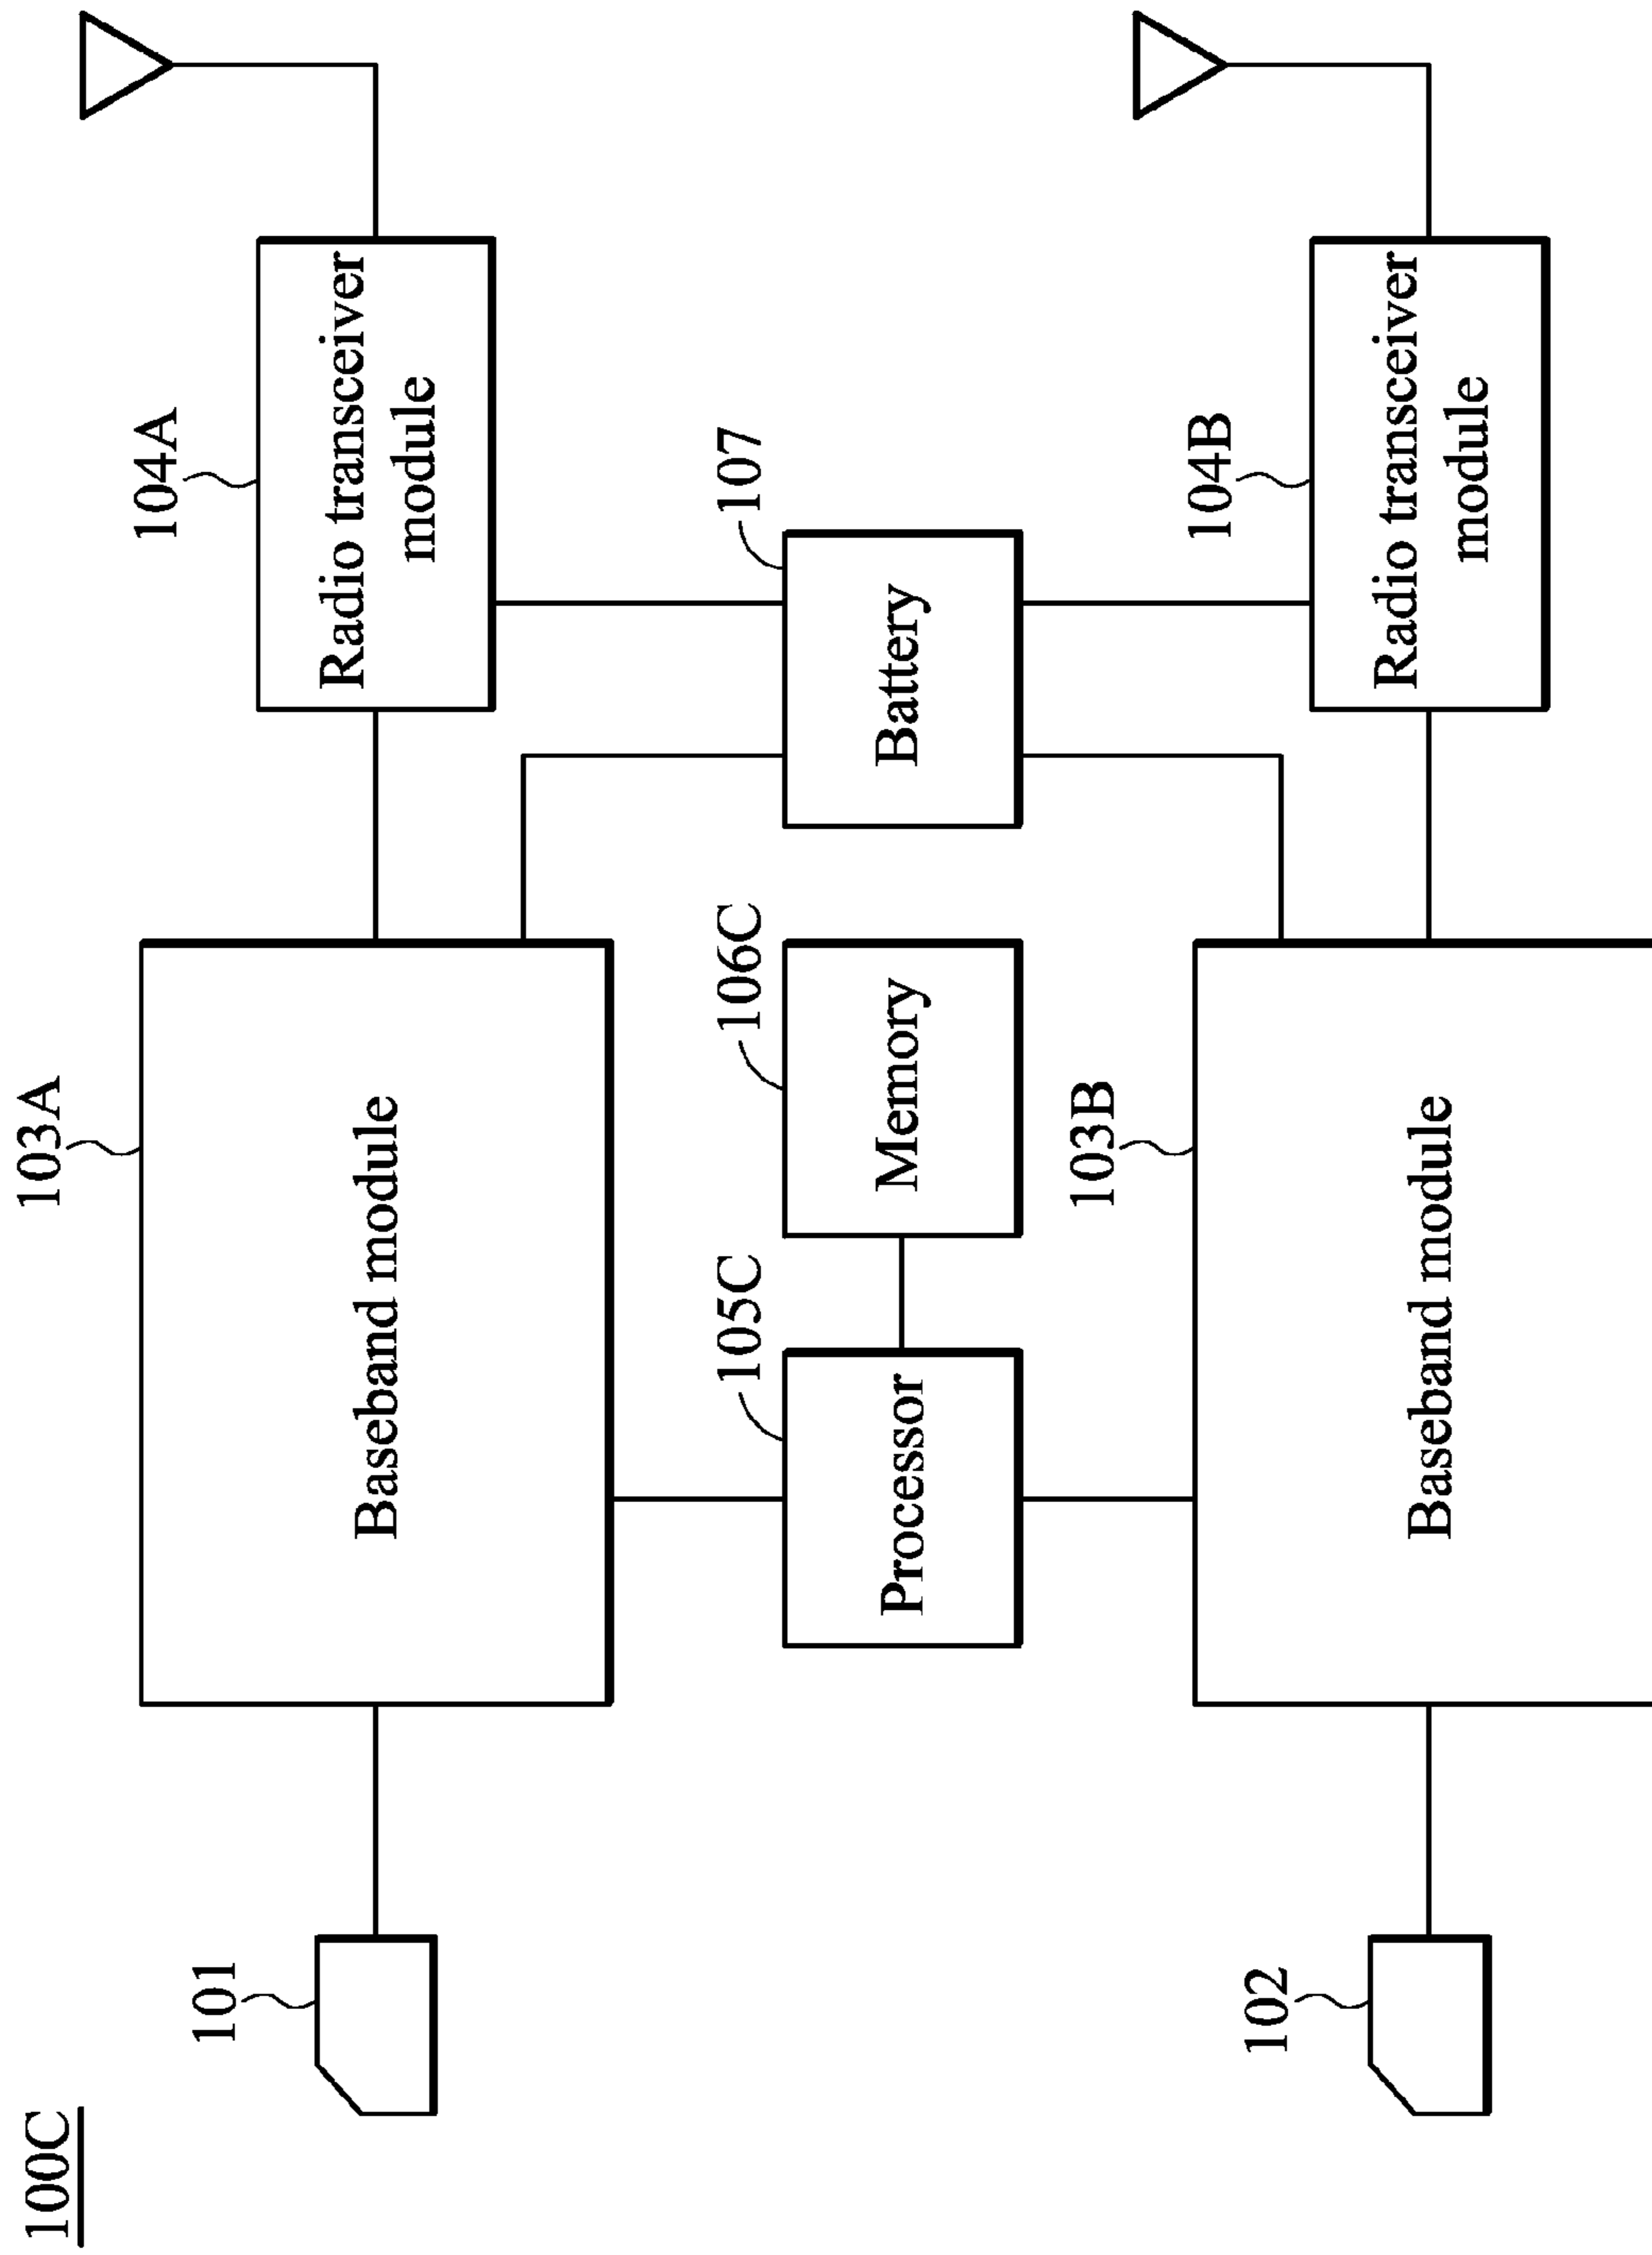 100C
101
103A
104A
Baseband module
Radio transceiver
module
105C
106C
107
Processor
Memory
Battery
102
103B
104B
Baseband module
Radio transceiver
module